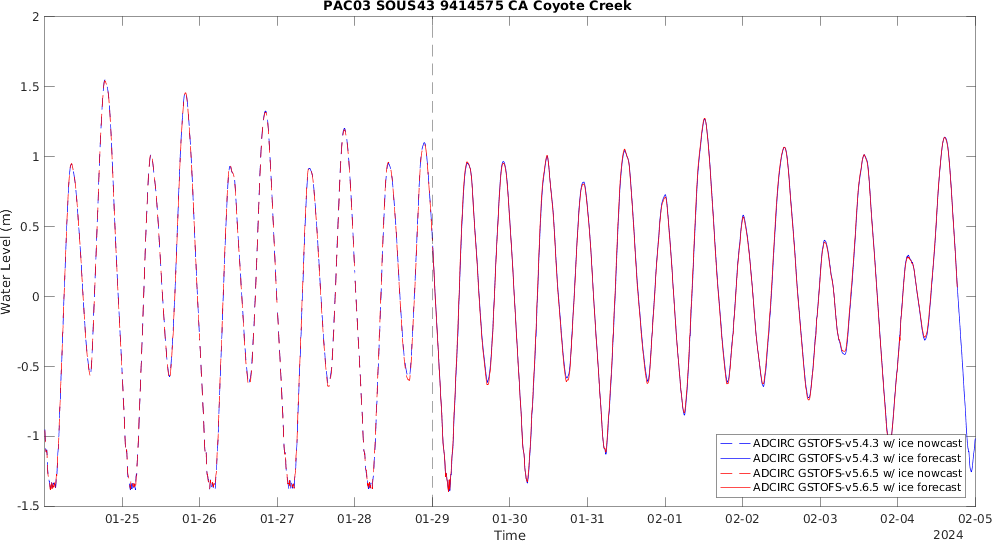 PAC03 SOUS43 9414575 CA Coyote Creek
2
1.5
1
0.5
0
-0.5
-1
-1.5
Water Level (m)
ADCIRC GSTOFS-v5.4.3 w/ ice nowcast
ADCIRC GSTOFS-v5.4.3 w/ ice forecast
ADCIRC GSTOFS-v5.6.5 w/ ice nowcast
ADCIRC GSTOFS-v5.6.5 w/ ice forecast
01-25 01-26 01-27 01-28 01-29 01-30 01-31 02-01 02-02 02-03 02-04 02-05
Time
2024